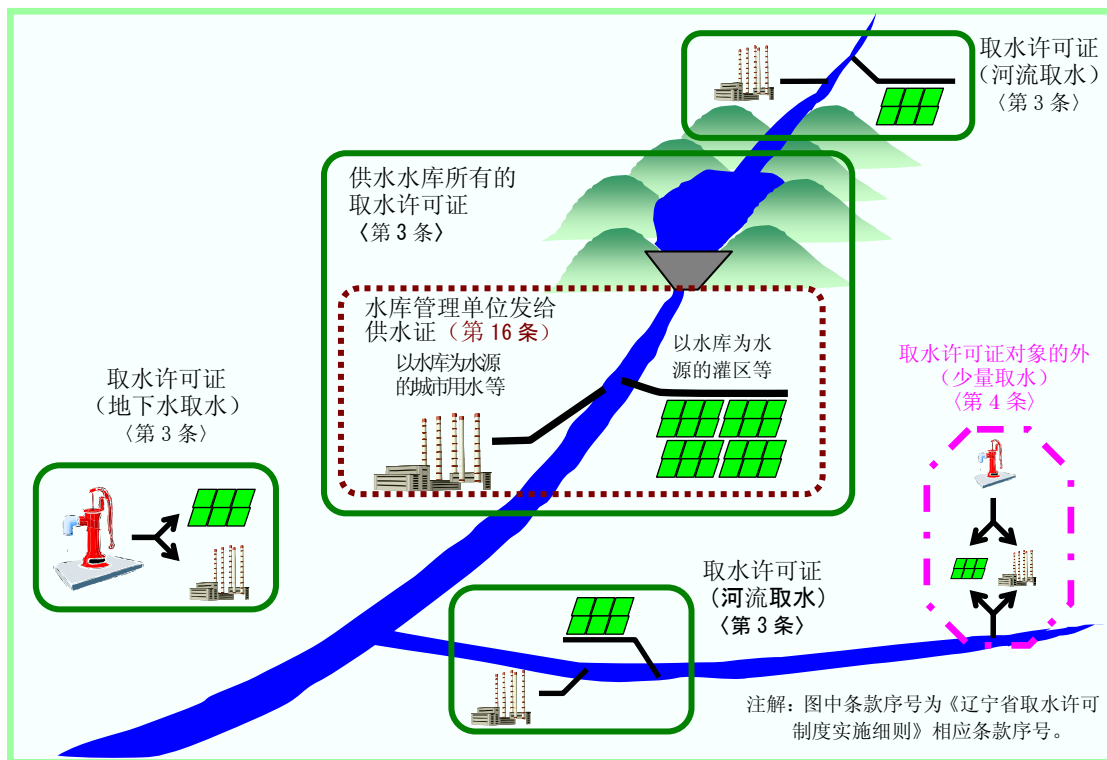 取水许可证
（河流取水）
〈第 3 条〉
供水水库所有的
取水许可证
〈第 3 条〉
水库管理单位发给
供水证（第 16 条）
以水库为水源
的城市用水等
以水库为水
源的灌区等
取水许可证对象的外
（少量取水）
〈第 4 条〉
取水许可证
（地下水取水）
〈第 3 条〉
取水许可证
（河流取水）
〈第 3 条〉
注解：图中条款序号为《辽宁省取水许可
制度实施细则》相应条款序号。